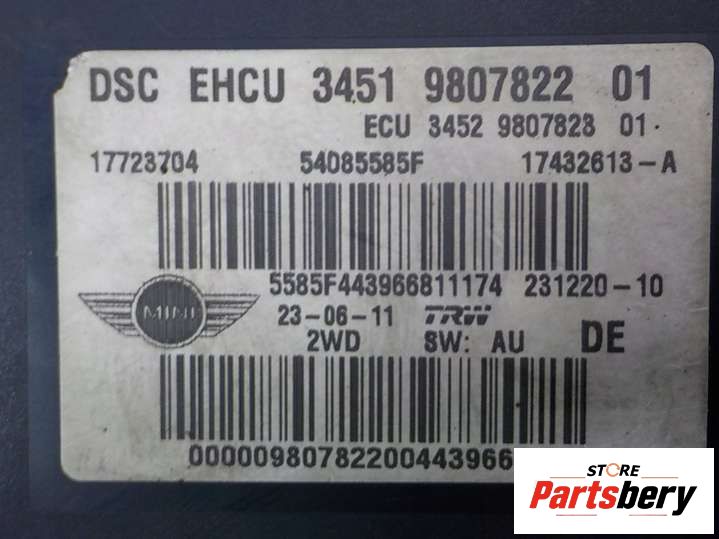 DSC EHCU 3451 9807822 01
ECU 3452 9807828 01
17723704 54085585F 17432613-A
5585F443966811174 231220-10
MINI 23-06-11 TRW
2WD SW: AU DE
00000980782200443966
STORE
Partsbery